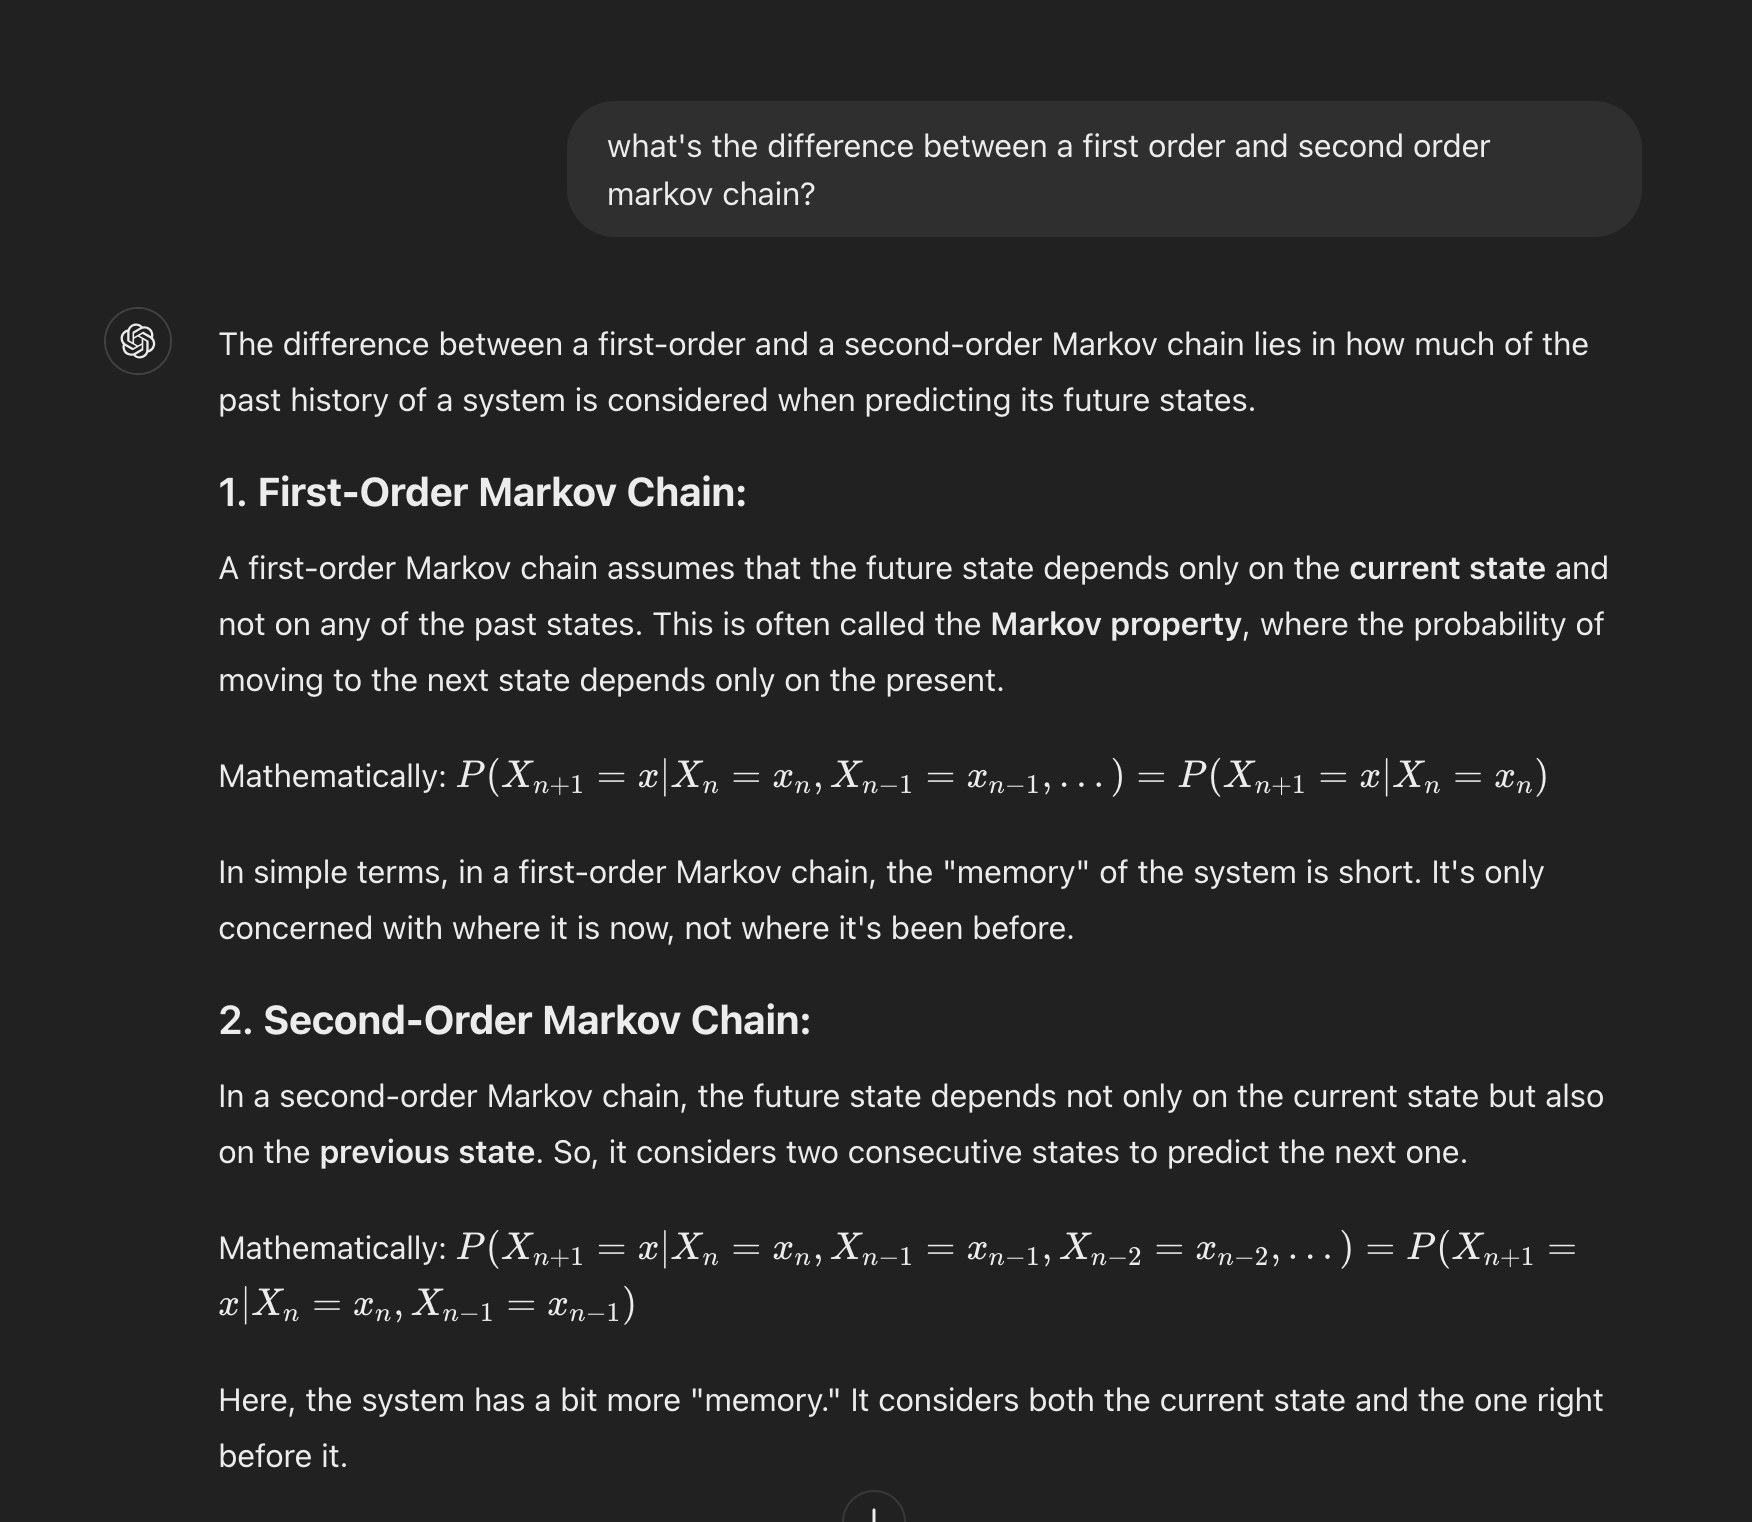 what's the difference between a first order and second order
markov chain?
The difference between a first-order and a second-order Markov chain lies in how much of the
past history of a system is considered when predicting its future states.
1. First-Order Markov Chain:
A first-order Markov chain assumes that the future state depends only on the current state and
not on any of the past states. This is often called the Markov property, where the probability of
moving to the next state depends only on the present.
Mathematically: P(X_{n+1} = x|X_n = x_n, X_{n−1} = x_{n−1}, . . . ) = P(X_{n+1} = x|X_n = x_n)
In simple terms, in a first-order Markov chain, the "memory" of the system is short. It's only
concerned with where it is now, not where it's been before.
2. Second-Order Markov Chain:
In a second-order Markov chain, the future state depends not only on the current state but also
on the previous state. So, it considers two consecutive states to predict the next one.
Mathematically: P(X_{n+1} = x|X_n = x_n, X_{n−1} = x_{n−1}, X_{n−2} = x_{n−2}, . . . ) = P(X_{n+1} =
x|X_n = x_n, X_{n−1} = x_{n−1})
Here, the system has a bit more "memory." It considers both the current state and the one right
before it.